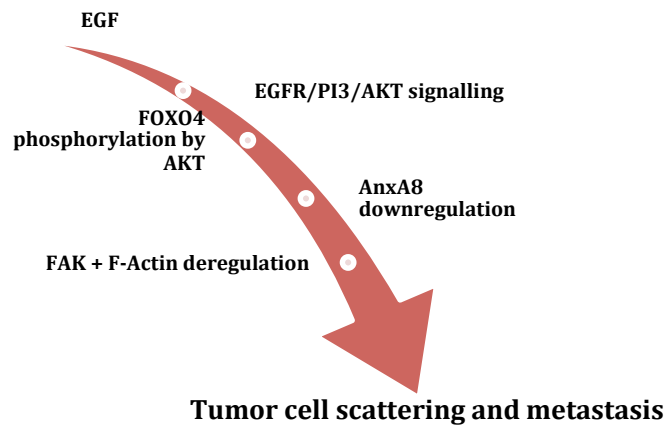 EGF
EGFR/PI3/AKT signalling
FOXO4
phosphorylation by
AKT
AnxA8
downregulation
FAK + F-Actin deregulation
Tumor cell scattering and metastasis